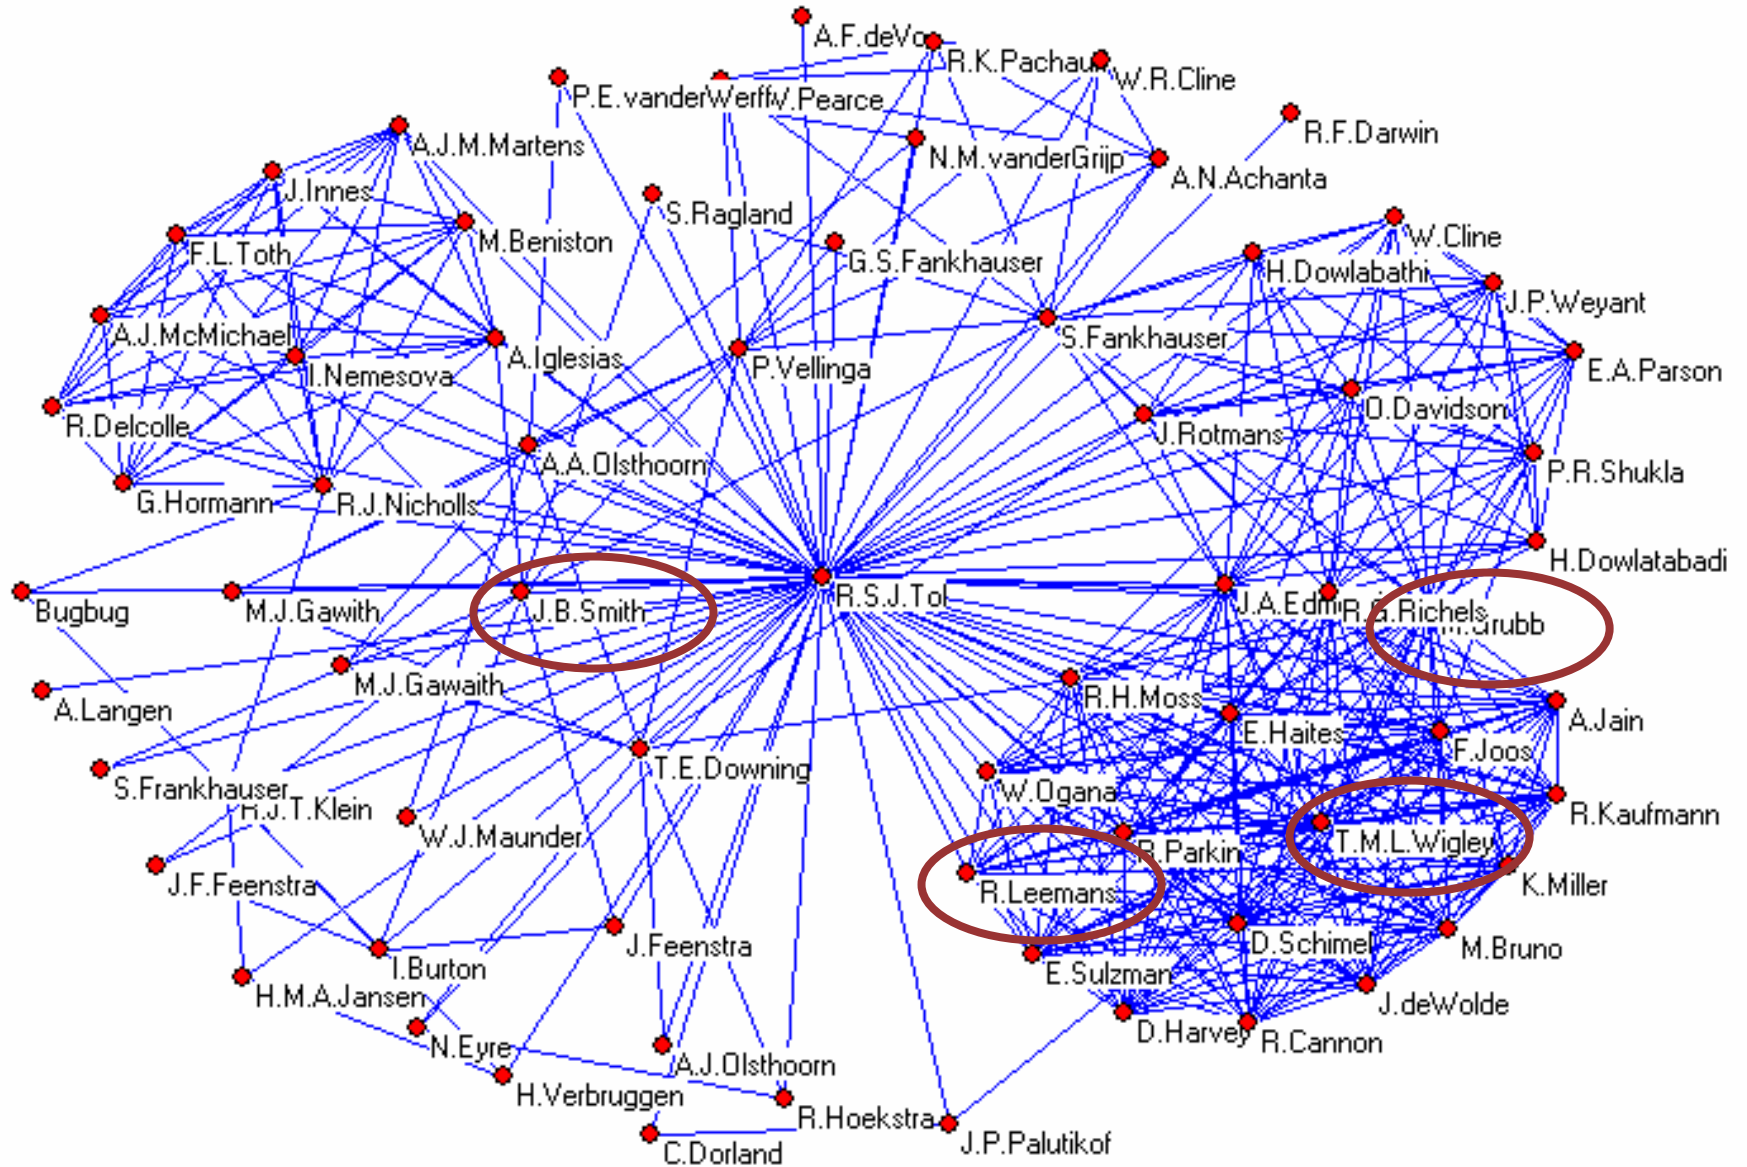 A.F.deVo
R.K.Pachau
W.R.Cline
P.E.vanderWerff
V.Pearce
R.F.Darwin
A.J.M.Martens
N.M.vanderGrijp
A.N.Achanta
J.Innes
S.Ragland
M.Beniston
F.L.Toth
W.Cline
G.S.Fankhauser
H.Dowlabathi
J.P.Weyant
A.J.McMichael
S.Fankhauser
A.Iglesias
P.Vellinga
E.A.Parson
I.Nemesova
O.Davidson
R.Delcolle
J.Rotmans
A.A.Olsthoorn
P.R.Shukla
G.Hormann
R.J.Nicholls
H.Dowlatabadi
Bugbug
M.J.Gawith
J.B.Smith
R.S.J.Tol
J.A.Edm
R.G.Richels
M.Grubb
M.J.Gawaith
R.H.Moss
A.Langen
A.Jain
E.Haites
F.Joos
T.E.Downing
S.Frankhauser
W.Ogana
R.J.T.Klein
R.Kaufmann
W.J.Maunder
T.M.L.Wigley
R.Parkin
J.F.Feenstra
R.Leemans
K.Miller
J.Feenstra
D.Schimel
M.Bruno
I.Burton
E.Sulzman
H.M.A.Jansen
J.deWolde
D.Harvey
R.Cannon
N.Eyre
A.J.Olsthoorn
H.Verbruggen
R.Hoekstra
J.P.Palutikof
C.Dorland